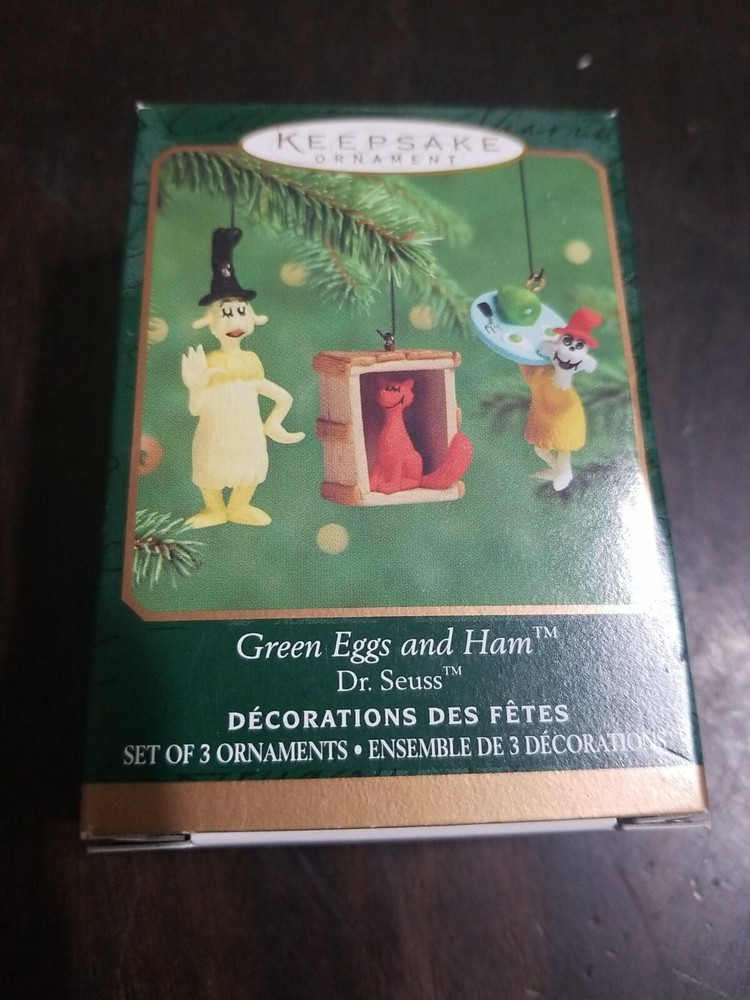 KEEPSAKE
ORNAMENT
Green Eggs and Ham™
Dr. Seuss™
DÉCORATIONS DES FÊTES
SET OF 3 ORNAMENTS • ENSEMBLE DE 3 DÉCORATIONS